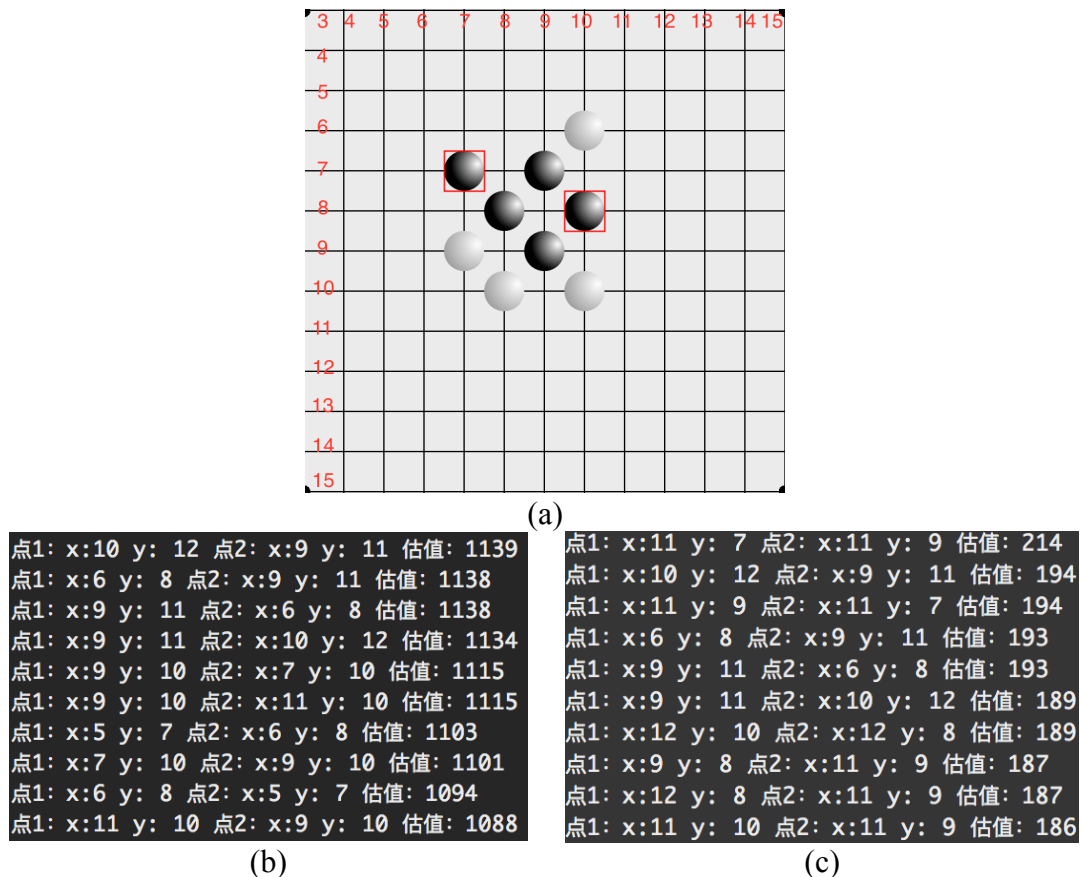 3 4 5 6 7 8 9 10 11 12 13 14 15
4
5
6
7
8
9
10
11
12
13
14
15
(a)
点1: x:10 y: 12 点2: x:9 y: 11 估值: 1139
点1: x:6 y: 8 点2: x:9 y: 11 估值: 1138
点1: x:9 y: 11 点2: x:6 y: 8 估值: 1138
点1: x:9 y: 11 点2: x:10 y: 12 估值: 1134
点1: x:9 y: 10 点2: x:7 y: 10 估值: 1115
点1: x:9 y: 10 点2: x:11 y: 10 估值: 1115
点1: x:5 y: 7 点2: x:6 y: 8 估值: 1103
点1: x:7 y: 10 点2: x:9 y: 10 估值: 1101
点1: x:6 y: 8 点2: x:5 y: 7 估值: 1094
点1: x:11 y: 10 点2: x:9 y: 10 估值: 1088
(b)
点1: x:11 y: 7 点2: x:11 y: 9 估值: 214
点1: x:10 y: 12 点2: x:9 y: 11 估值: 194
点1: x:11 y: 9 点2: x:11 y: 7 估值: 194
点1: x:6 y: 8 点2: x:9 y: 11 估值: 193
点1: x:9 y: 11 点2: x:6 y: 8 估值: 193
点1: x:9 y: 11 点2: x:10 y: 12 估值: 189
点1: x:12 y: 10 点2: x:12 y: 8 估值: 189
点1: x:9 y: 8 点2: x:11 y: 9 估值: 187
点1: x:12 y: 8 点2: x:11 y: 9 估值: 187
点1: x:11 y: 10 点2: x:11 y: 9 估值: 186
(c)